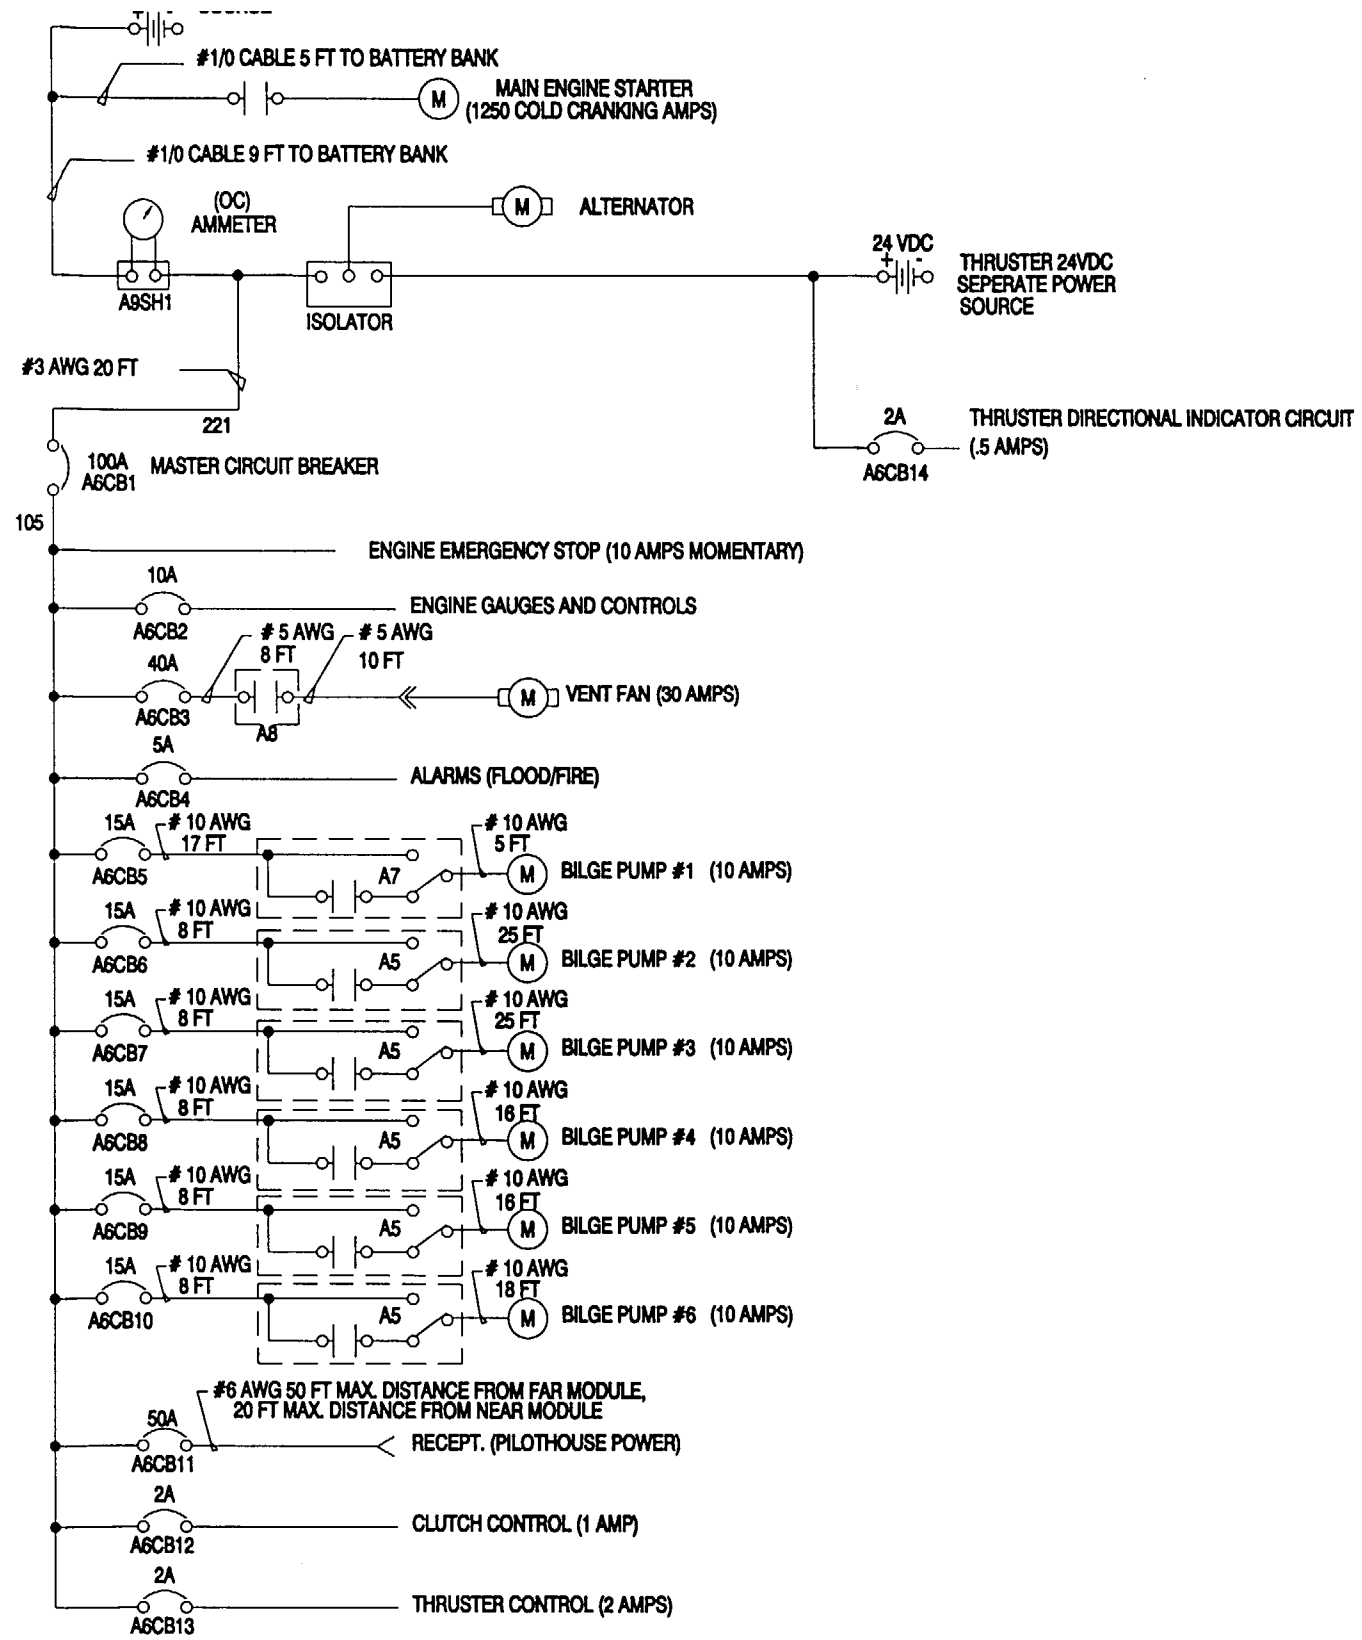 #1/0 CABLE 5 FT TO BATTERY BANK
M
MAIN ENGINE STARTER
(1250 COLD CRANKING AMPS)
#1/0 CABLE 9 FT TO BATTERY BANK
(OC)
AMMETER
M
ALTERNATOR
A9SH1
ISOLATOR
24 VDC
+ -
THRUSTER 24VDC
SEPERATE POWER
SOURCE
#3 AWG 20 FT
221
2A
A6CB14
THRUSTER DIRECTIONAL INDICATOR CIRCUIT
(.5 AMPS)
100A
A6CB1
MASTER CIRCUIT BREAKER
105
ENGINE EMERGENCY STOP (10 AMPS MOMENTARY)
10A
A6CB2
ENGINE GAUGES AND CONTROLS
40A
A6CB3
# 5 AWG
8 FT
A8
# 5 AWG
10 FT
M
VENT FAN (30 AMPS)
5A
A6CB4
ALARMS (FLOOD/FIRE)
15A
A6CB5
# 10 AWG
17 FT
A7
# 10 AWG
5 FT
M
BILGE PUMP #1 (10 AMPS)
15A
A6CB6
# 10 AWG
8 FT
A5
# 10 AWG
25 FT
M
BILGE PUMP #2 (10 AMPS)
15A
A6CB7
# 10 AWG
8 FT
A5
# 10 AWG
25 FT
M
BILGE PUMP #3 (10 AMPS)
15A
A6CB8
# 10 AWG
8 FT
A5
# 10 AWG
16 FT
M
BILGE PUMP #4 (10 AMPS)
15A
A6CB9
# 10 AWG
8 FT
A5
# 10 AWG
16 FT
M
BILGE PUMP #5 (10 AMPS)
15A
A6CB10
# 10 AWG
8 FT
A5
# 10 AWG
18 FT
M
BILGE PUMP #6 (10 AMPS)
#6 AWG 50 FT MAX. DISTANCE FROM FAR MODULE,
20 FT MAX. DISTANCE FROM NEAR MODULE
50A
A6CB11
RECEPT. (PILOTHOUSE POWER)
2A
A6CB12
CLUTCH CONTROL (1 AMP)
2A
A6CB13
THRUSTER CONTROL (2 AMPS)